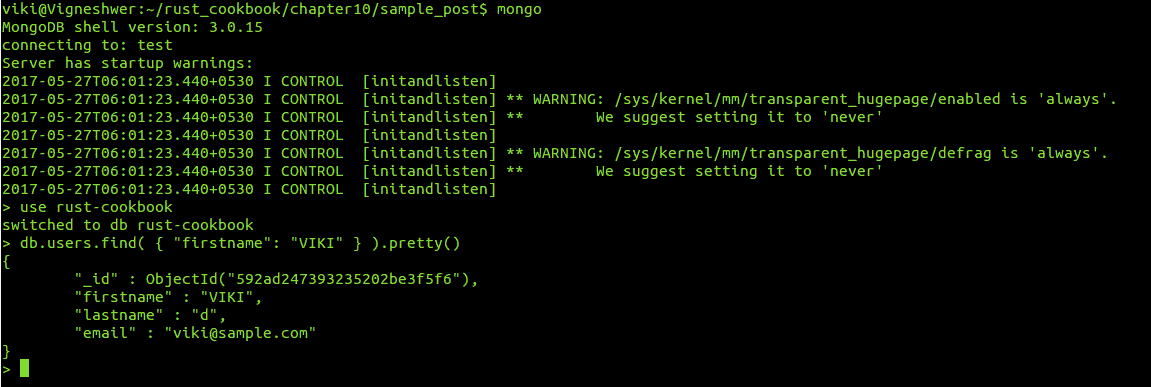 viki@Vigneshwer:~/rust_cookbook/chapter10/sample_post$ mongo
MongoDB shell version: 3.0.15
connecting to: test
Server has startup warnings:
2017-05-27T06:01:23.440+0530 I CONTROL  [initandlisten]
2017-05-27T06:01:23.440+0530 I CONTROL  [initandlisten] ** WARNING: /sys/kernel/mm/transparent_hugepage/enabled is 'always'.
2017-05-27T06:01:23.440+0530 I CONTROL  [initandlisten] **        We suggest setting it to 'never'
2017-05-27T06:01:23.440+0530 I CONTROL  [initandlisten]
2017-05-27T06:01:23.440+0530 I CONTROL  [initandlisten] ** WARNING: /sys/kernel/mm/transparent_hugepage/defrag is 'always'.
2017-05-27T06:01:23.440+0530 I CONTROL  [initandlisten] **        We suggest setting it to 'never'
2017-05-27T06:01:23.440+0530 I CONTROL  [initandlisten]
> use rust-cookbook
switched to db rust-cookbook
> db.users.find( { "firstname": "VIKI" } ).pretty()
{
        "_id" : ObjectId("592ad247393235202be3f5f6"),
        "firstname" : "VIKI",
        "lastname" : "d",
        "email" : "viki@sample.com"
}
>